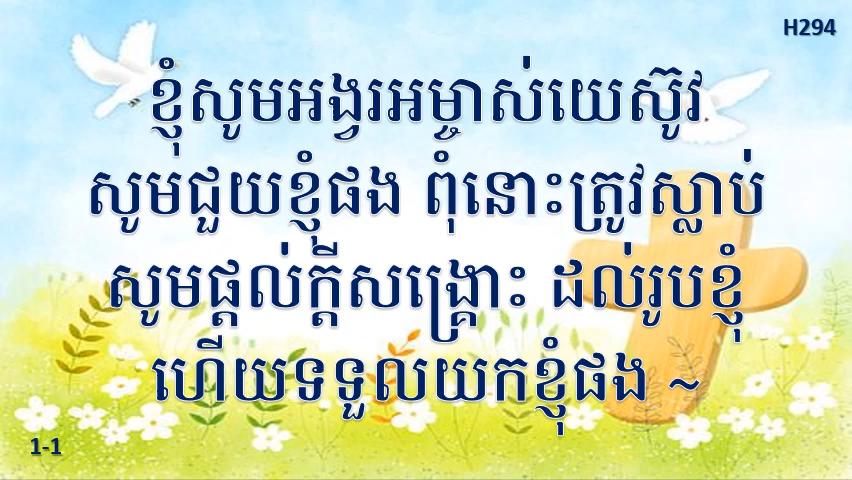 H294
ខ្ញុំសូមអង្វរអម្ចាស់យេស៊ូវ
សូមជួយខ្ញុំផង ពុំនោះត្រូវស្លាប់
សូមផ្ដល់ក្ដីសង្គ្រោះ ដល់រូបខ្ញុំ
ហើយទទួលយកខ្ញុំផង ~
1-1